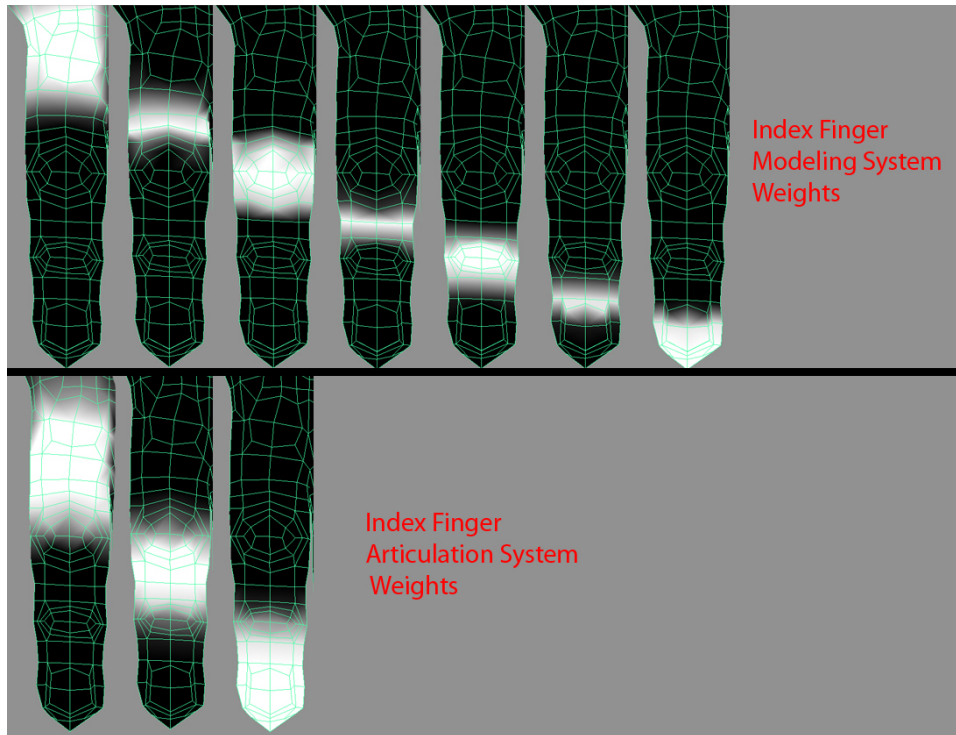 Index Finger
Modeling System
Weights
Index Finger
Articulation System
Weights